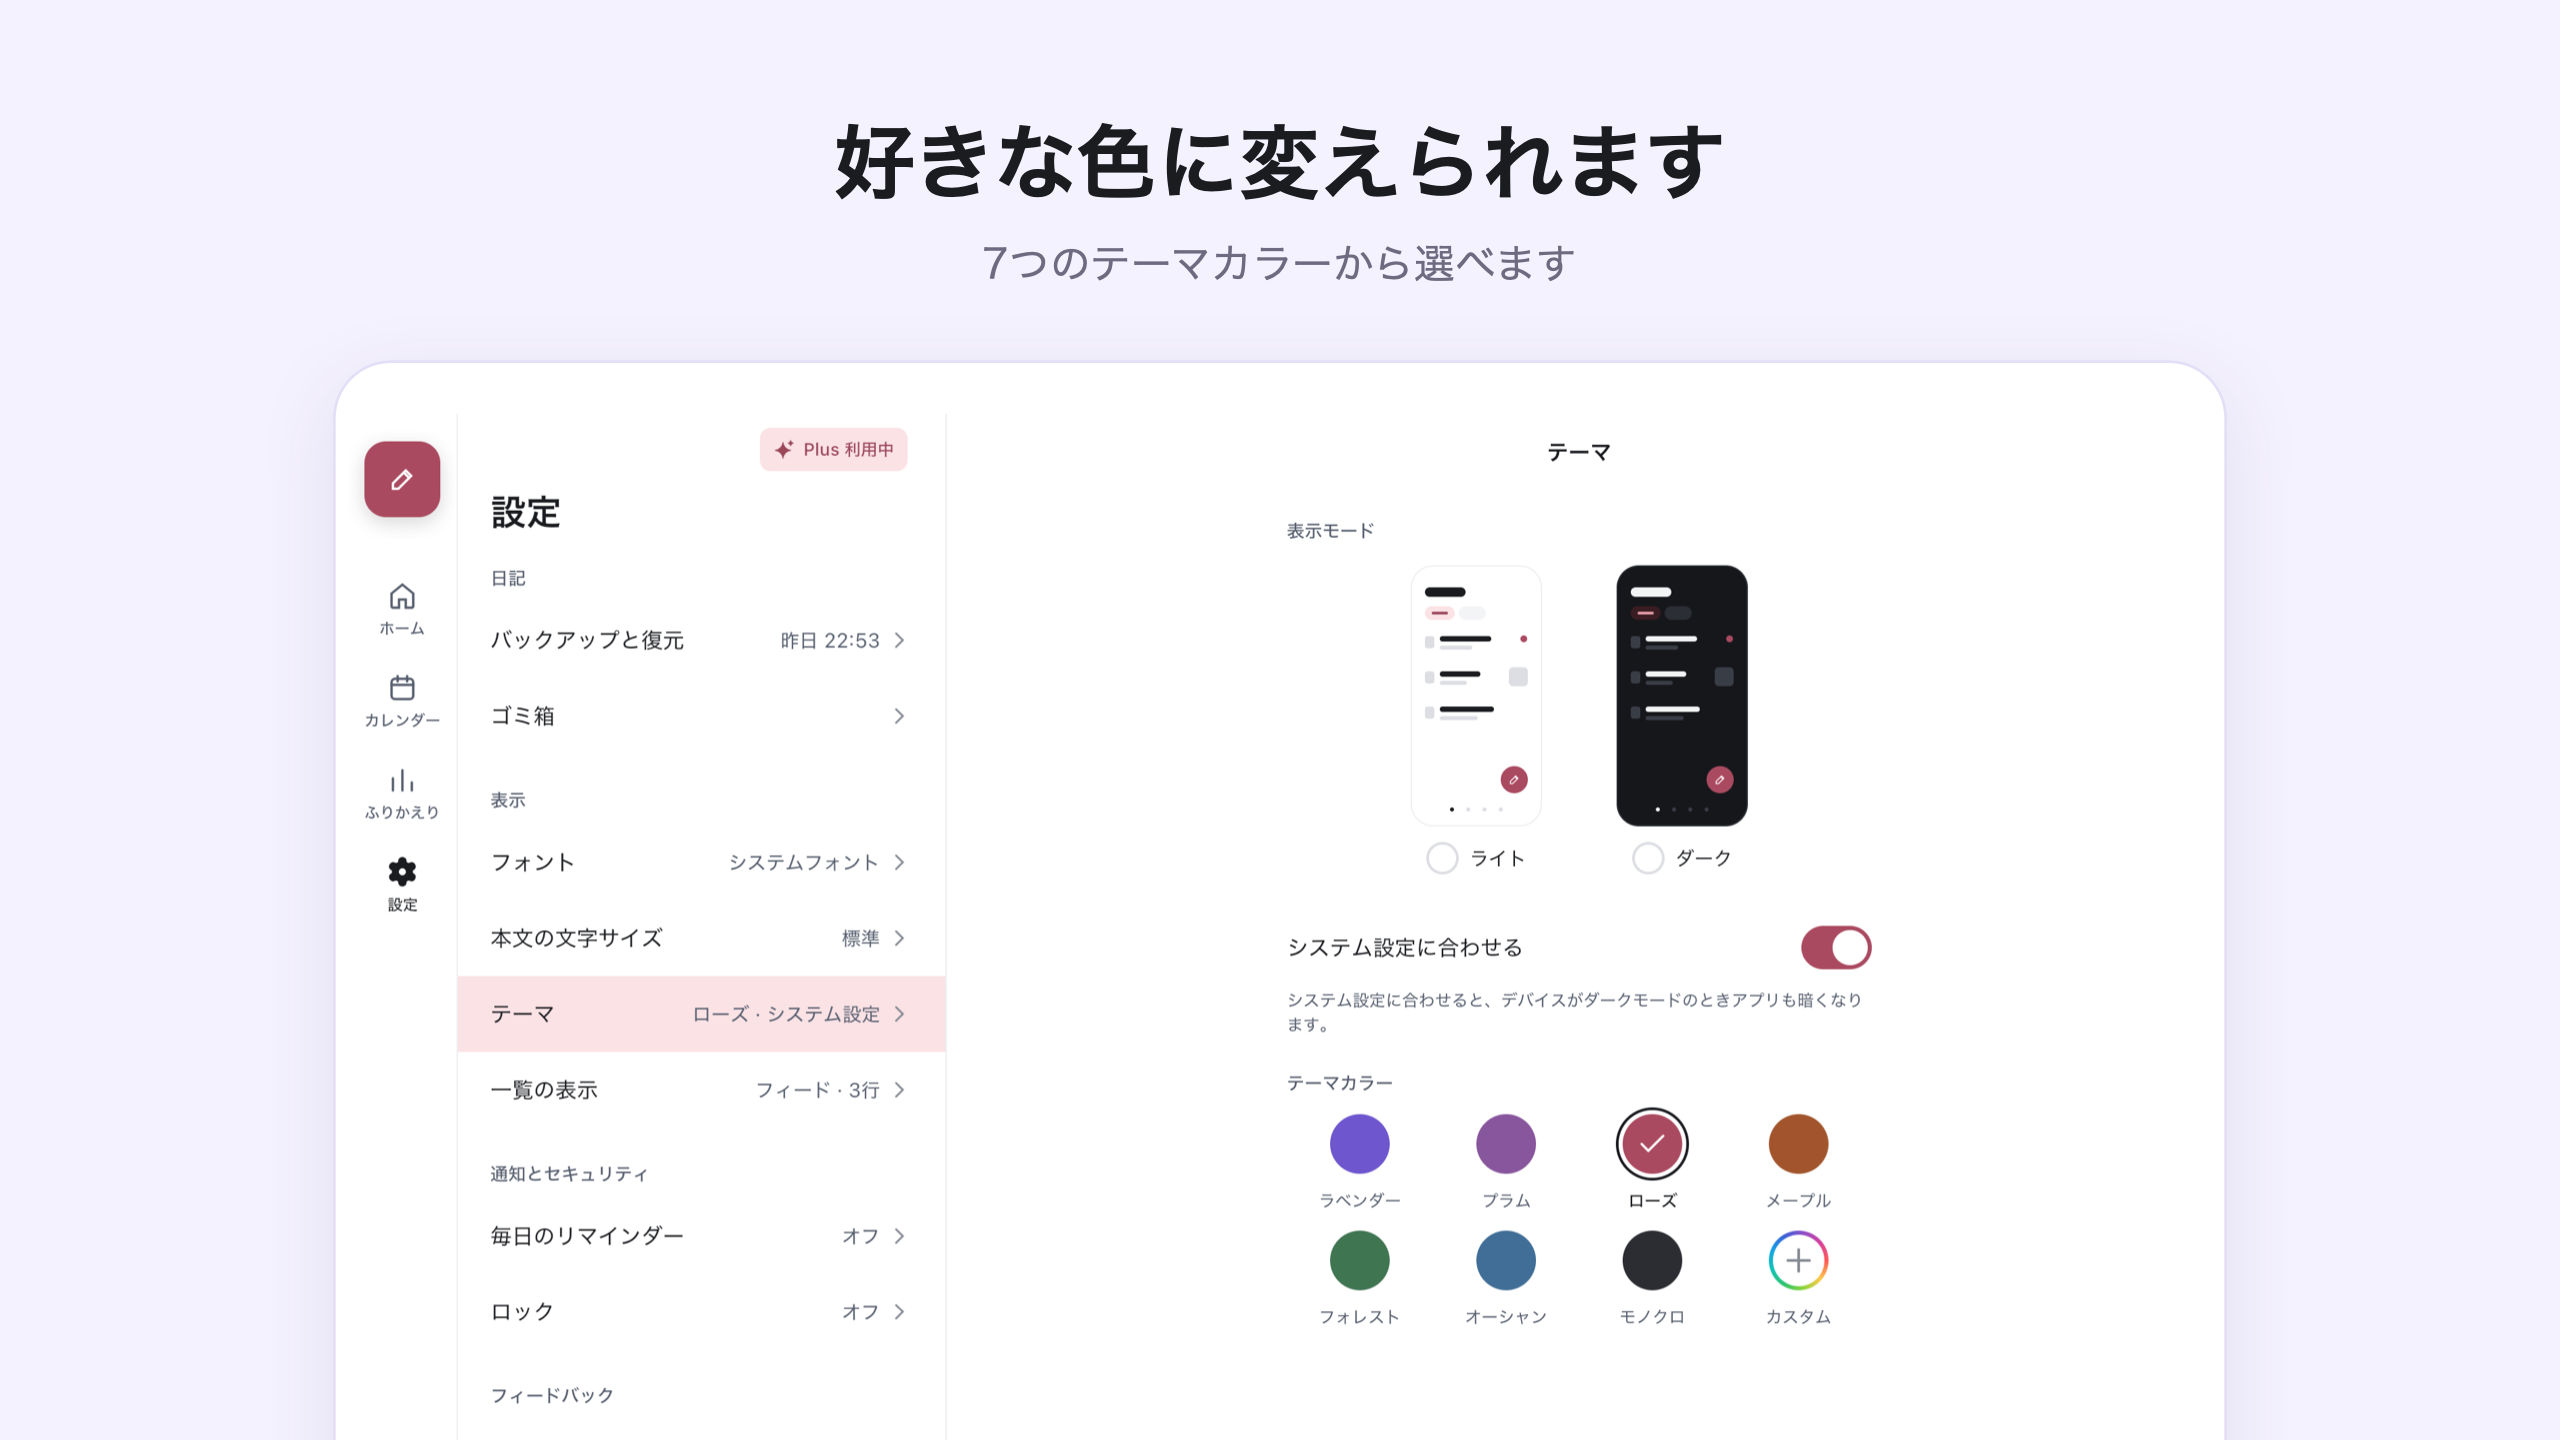 好きな色に変えられます
7つのテーマカラーから選べます
ホーム
カレンダー
ふりかえり
設定
Plus 利用中
設定
日記
バックアップと復元 昨日 22:53
ゴミ箱
表示
フォント システムフォント
本文の文字サイズ 標準
テーマ ローズ · システム設定
一覧の表示 フィード · 3行
通知とセキュリティ
毎日のリマインダー オフ
ロック オフ
フィードバック
テーマ
表示モード
ライト ダーク
システム設定に合わせる
システム設定に合わせると、デバイスがダークモードのときアプリも暗くなり
ます。
テーマカラー
ラベンダー プラム ローズ メープル
フォレスト オーシャン モノクロ カスタム